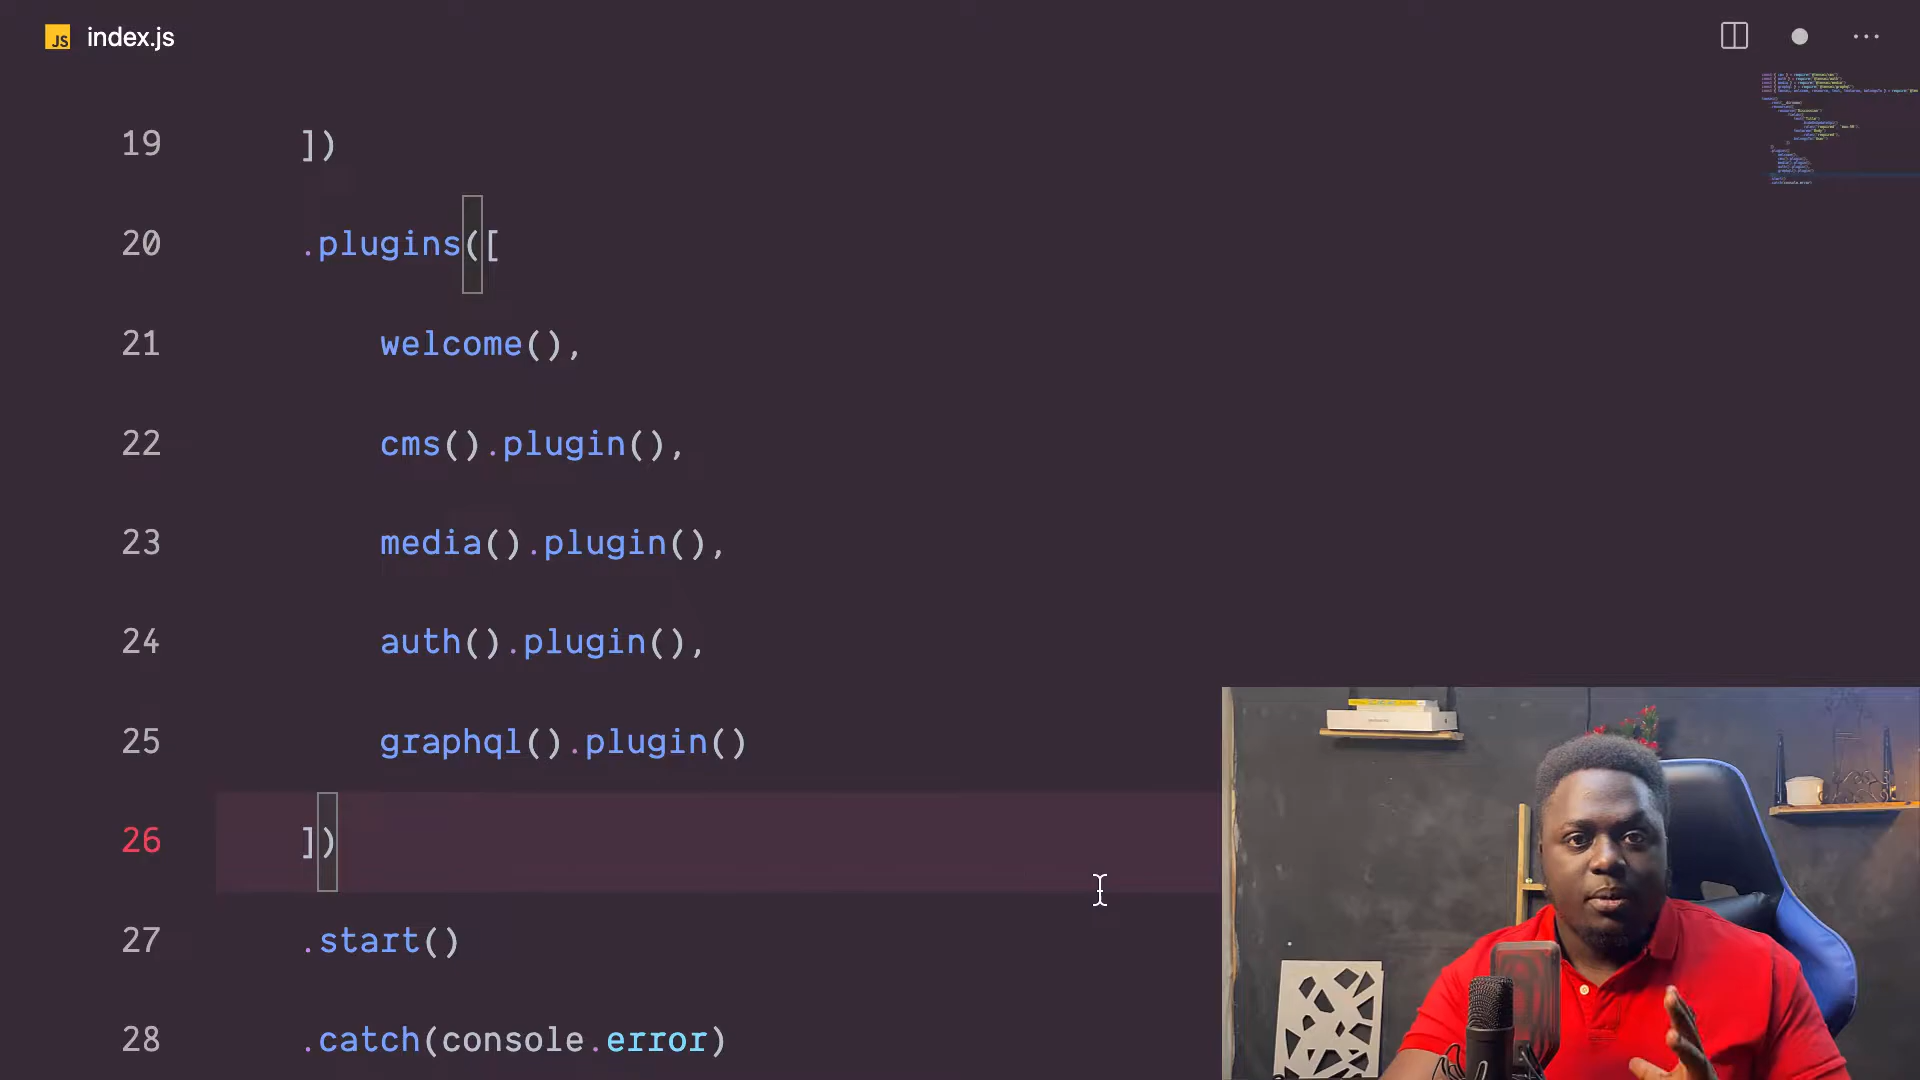 JS index.js
19 ])
20 .plugins([
21 welcome(),
22 cms().plugin(),
23 media().plugin(),
24 auth().plugin(),
25 graphql().plugin()
26 ])
27 .start()
28 .catch(console.error)